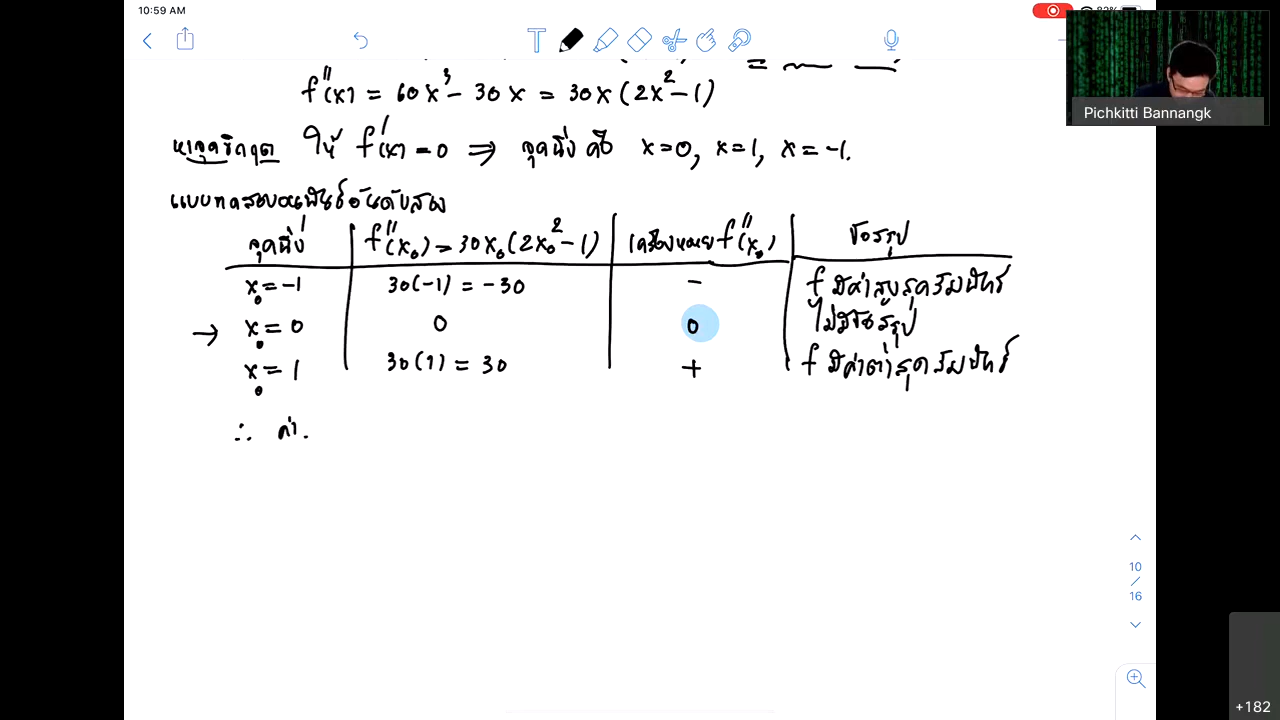 10:59 AM
83%
Pichkitti Bannangk
f''(x) = 60x³ - 30x = 30x(2x² - 1)
หาจุดวิกฤต ให้ f'(x) = 0 ⇒ จุดนิ่ง คือ x=0, x=1, x=-1.
แบบทดสอบอนุพันธ์อันดับสอง
จุดนิ่ง f''(x₀) = 30x₀(2x₀² - 1) เครื่องหมาย f''(x₀) ข้อสรุป
x₀ = -1 30(-1) = -30 - f มีค่าสูงสุดสัมพัทธ์
→ x₀ = 0 0 0 ไม่มีข้อสรุป
x₀ = 1 30(1) = 30 + f มีค่าต่ำสุดสัมพัทธ์
∴ ค่า
10
/
16
+182